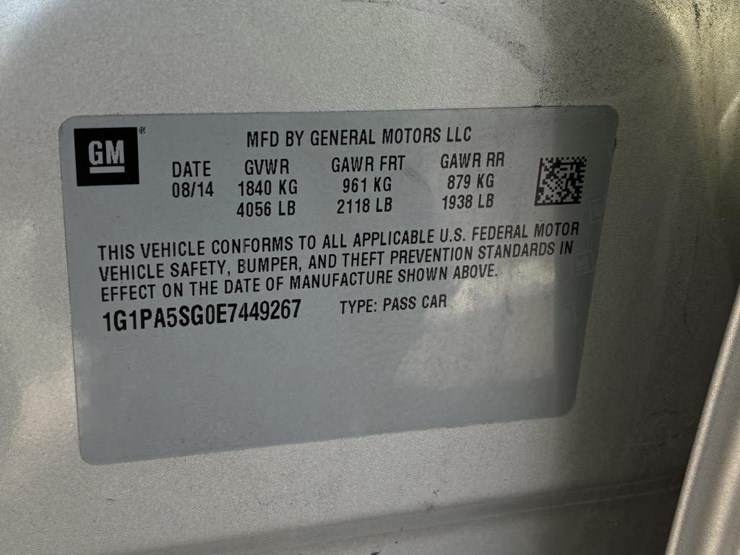 GM
MFD BY GENERAL MOTORS LLC
DATE GVWR GAWR FRT GAWR RR
08/14 1840 KG 961 KG 879 KG
4056 LB 2118 LB 1938 LB
THIS VEHICLE CONFORMS TO ALL APPLICABLE U.S. FEDERAL MOTOR
VEHICLE SAFETY, BUMPER, AND THEFT PREVENTION STANDARDS IN
EFFECT ON THE DATE OF MANUFACTURE SHOWN ABOVE.
1G1PA5SG0E7449267 TYPE: PASS CAR